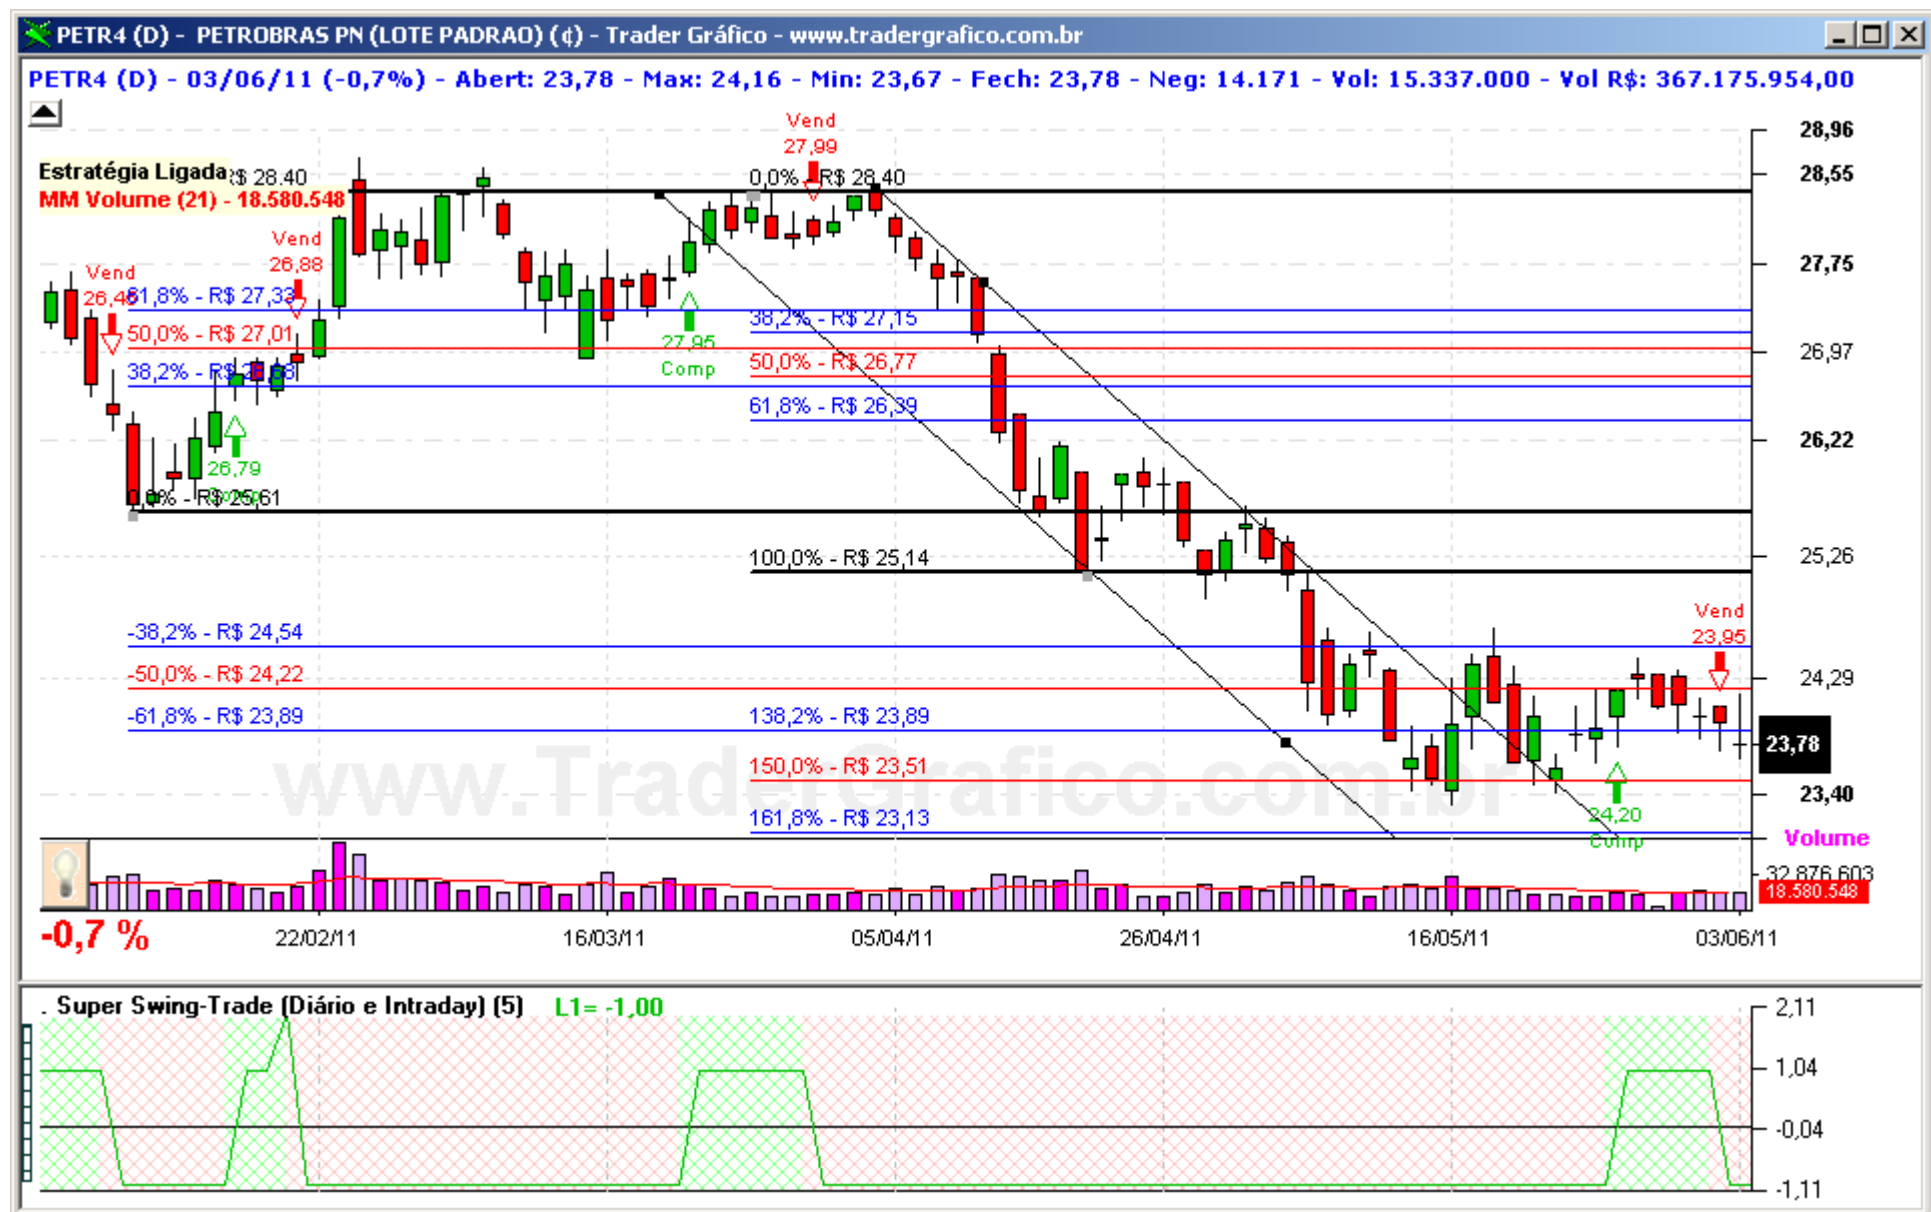 PETR4 (D) - PETROBRAS PN (LOTE PADRAO) (¢) - Trader Gráfico - www.tradergrafico.com.br
PETR4 (D) - 03/06/11 (-0,7%) - Abert: 23,78 - Max: 24,16 - Min: 23,67 - Fech: 23,78 - Neg: 14.171 - Vol: 15.337.000 - Vol R$: 367.175.954,00
Vend
27,99
28,96
Estratégia Ligada
R$ 28.40
0,0% - R$ 28,40
28,55
MM Volume (21) - 18.580.548
Vend
26,88
27,75
Vend
61,8% - R$ 27,33
38,2% - R$ 27,15
50,0% - R$ 27,01
27,95
Comp
26,97
50,0% - R$ 26,77
38,2% - R$
61,8% - R$ 26,39
26,22
26,79
- R$ 25,61
100,0% - R$ 25,14
25,26
-38,2% - R$ 24,54
Vend
23,95
-50,0% - R$ 24,22
24,29
-61,8% - R$ 23,89
138,2% - R$ 23,89
23,78
www.TraderGrafico.com.br
150,0% - R$ 23,51
23,40
161,8% - R$ 23,13
24,20
Comp
Volume
32.876.603
18.580.548
-0,7 %
22/02/11
16/03/11
05/04/11
26/04/11
16/05/11
03/06/11
. Super Swing-Trade (Diário e Intraday) (5) L1= -1,00
2,11
1,04
-0,04
-1,11